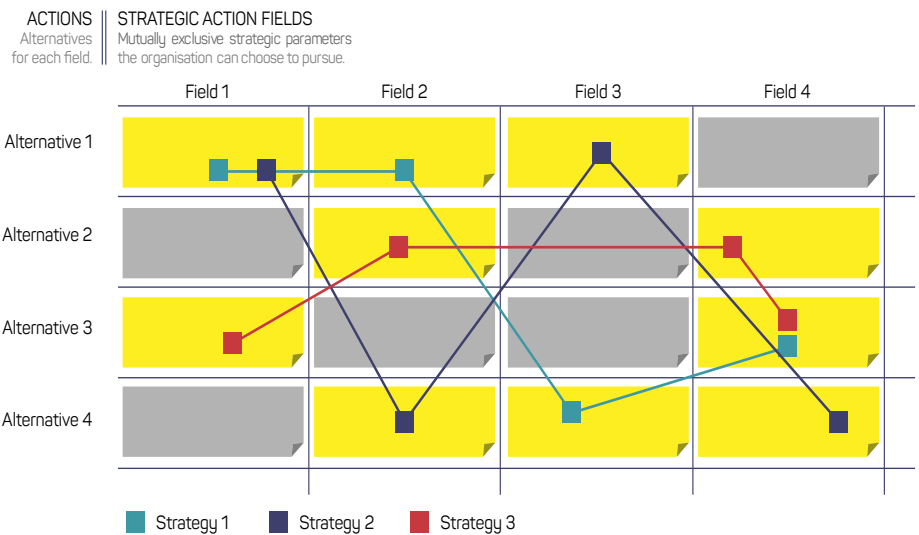 ACTIONS
Alternatives
for each field.
STRATEGIC ACTION FIELDS
Mutually exclusive strategic parameters
the organisation can choose to pursue.
Field 1
Field 2
Field 3
Field 4
Alternative 1
Alternative 2
Alternative 3
Alternative 4
Strategy 1
Strategy 2
Strategy 3